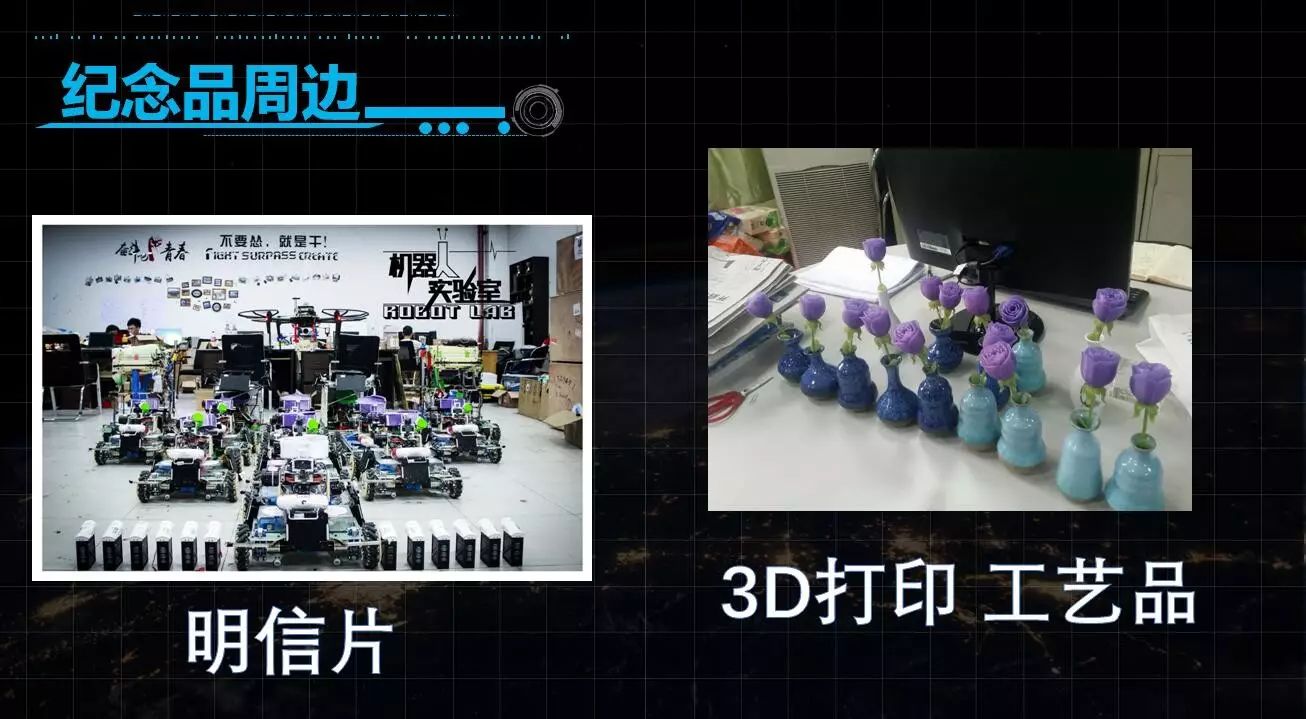 纪念品周边
不要怂，就是干！
FIGHT SURPASS CREATE
青春
机器人
实验室
ROBOT LAB
明信片
3D打印 工艺品